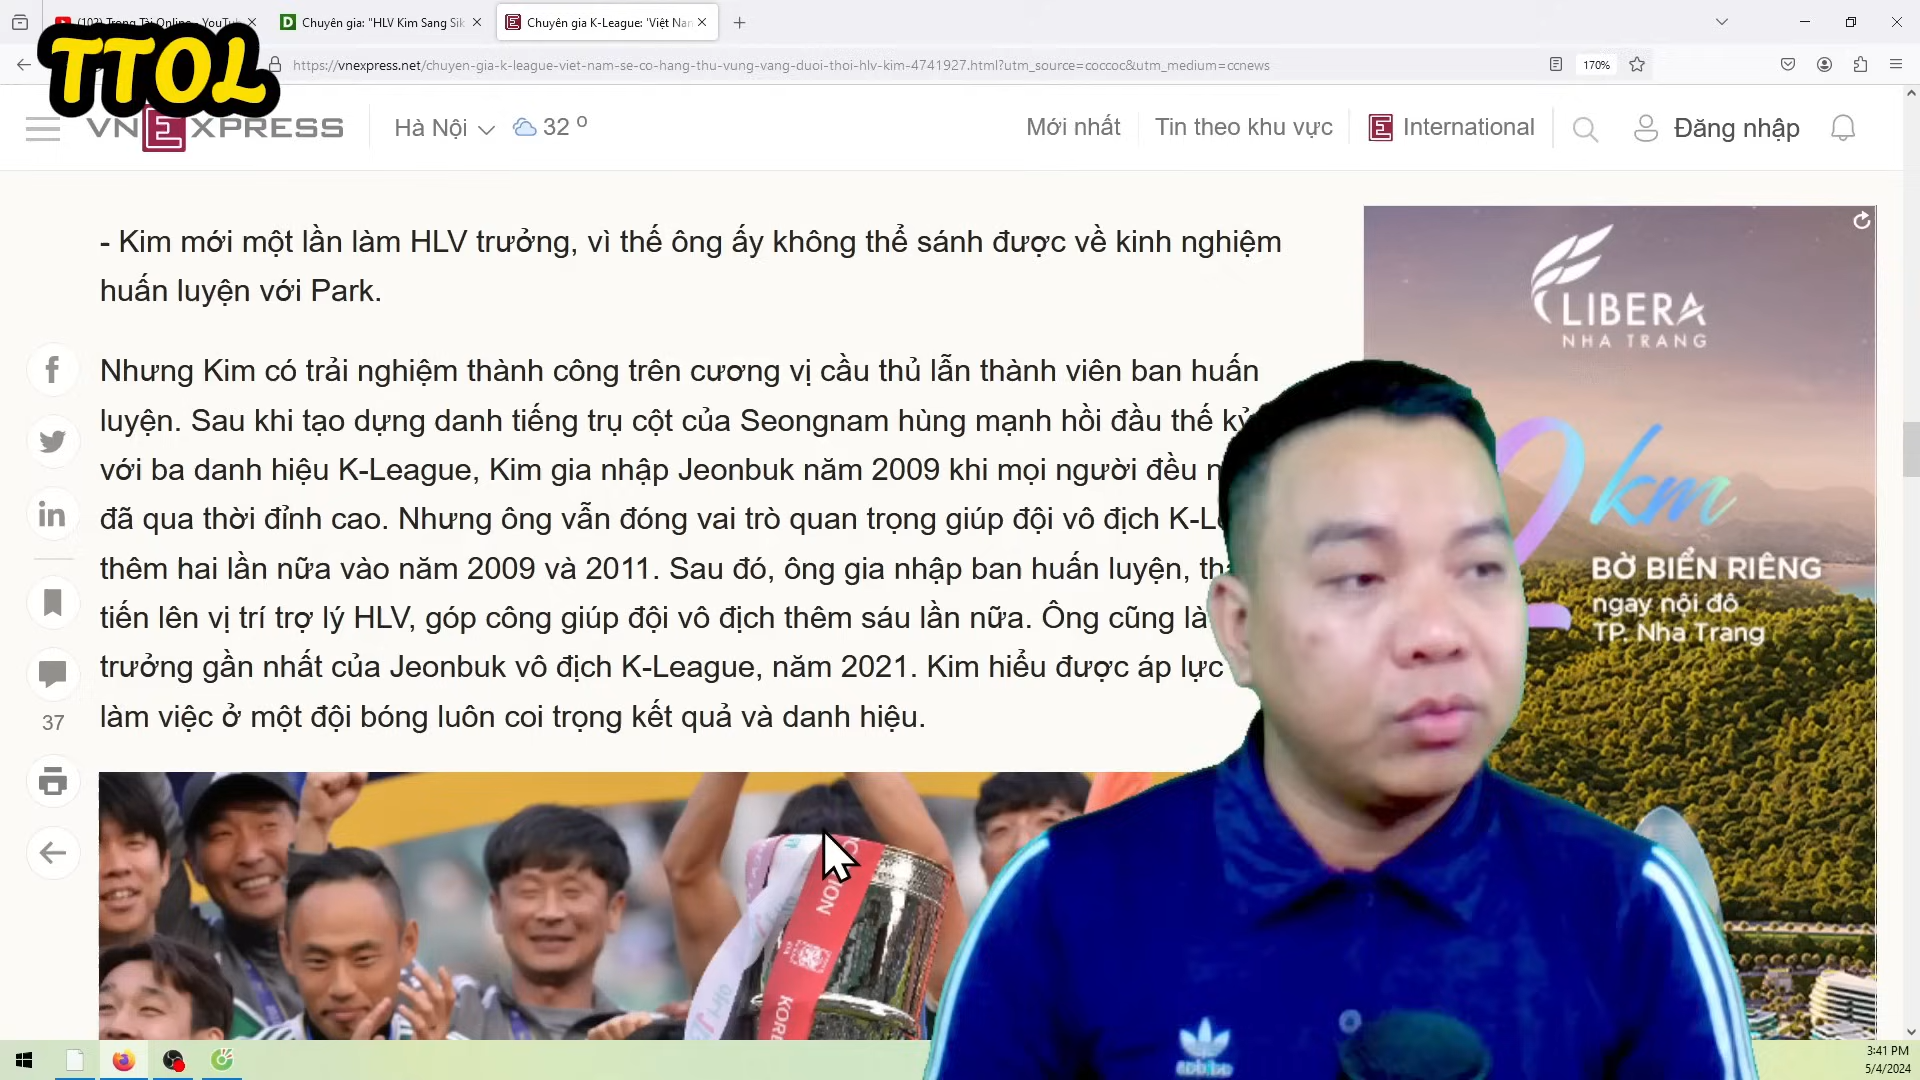 (102) Trọng Tài Online - YouTu
Chuyên gia: "HLV Kim Sang Sik
Chuyên gia K-League: 'Việt Nam
TTOL
https://vnexpress.net/chuyen-gia-k-league-viet-nam-se-co-hang-thu-vung-vang-duoi-thoi-hlv-kim-4741927.html?utm_source=coccoc&utm_medium=ccnews
170%
VNEXPRESS
Hà Nội
32 º
Mới nhất
Tin theo khu vực
E International
Đăng nhập
- Kim mới một lần làm HLV trưởng, vì thế ông ấy không thể sánh được về kinh nghiệm
huấn luyện với Park.
Nhưng Kim có trải nghiệm thành công trên cương vị cầu thủ lẫn thành viên ban huấn
luyện. Sau khi tạo dựng danh tiếng trụ cột của Seongnam hùng mạnh hồi đầu thế kỷ
với ba danh hiệu K-League, Kim gia nhập Jeonbuk năm 2009 khi mọi người đều
đã qua thời đỉnh cao. Nhưng ông vẫn đóng vai trò quan trọng giúp đội vô địch K-L
thêm hai lần nữa vào năm 2009 và 2011. Sau đó, ông gia nhập ban huấn luyện,
tiến lên vị trí trợ lý HLV, góp công giúp đội vô địch thêm sáu lần nữa. Ông cũng là
trưởng gần nhất của Jeonbuk vô địch K-League, năm 2021. Kim hiểu được áp lực
làm việc ở một đội bóng luôn coi trọng kết quả và danh hiệu.
37
LIBERA
NHA TRANG
2km
BỜ BIỂN RIÊNG
ngay nội đô
TP. Nha Trang
KOR
adidas
3:41 PM
5/4/2024